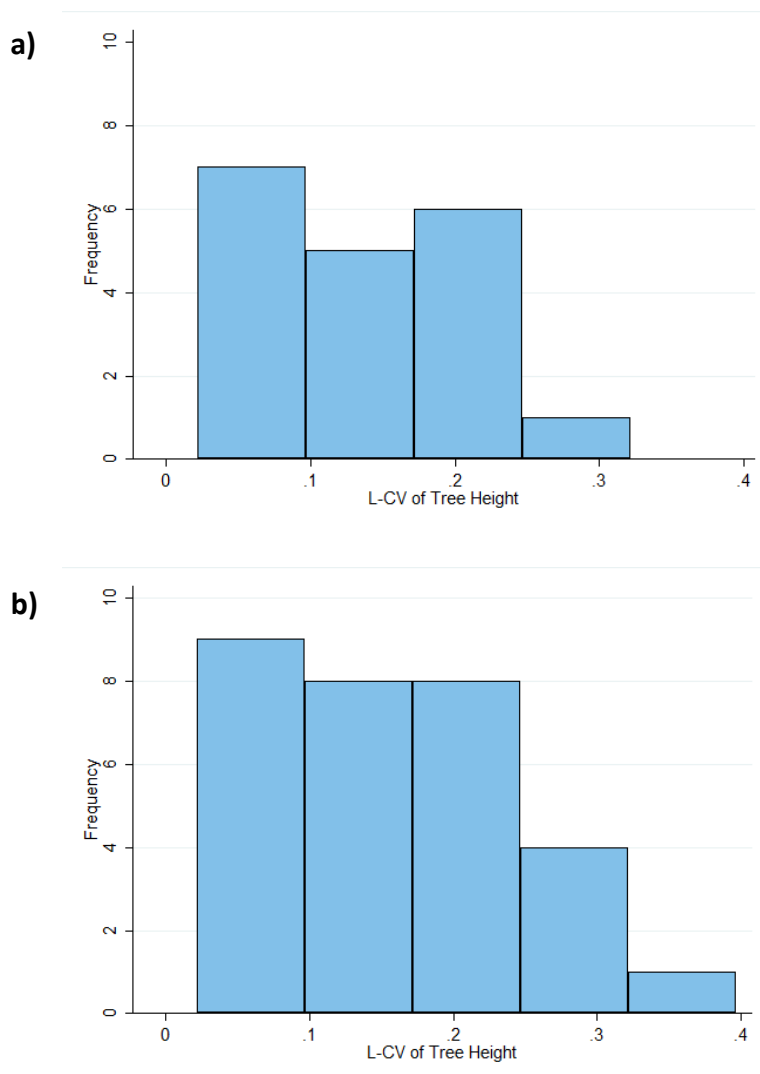 a)
10
8
6
4
2
0
Frequency
0 .1 .2 .3 .4
L-CV of Tree Height
b)
10
8
6
4
2
0
Frequency
0 .1 .2 .3 .4
L-CV of Tree Height